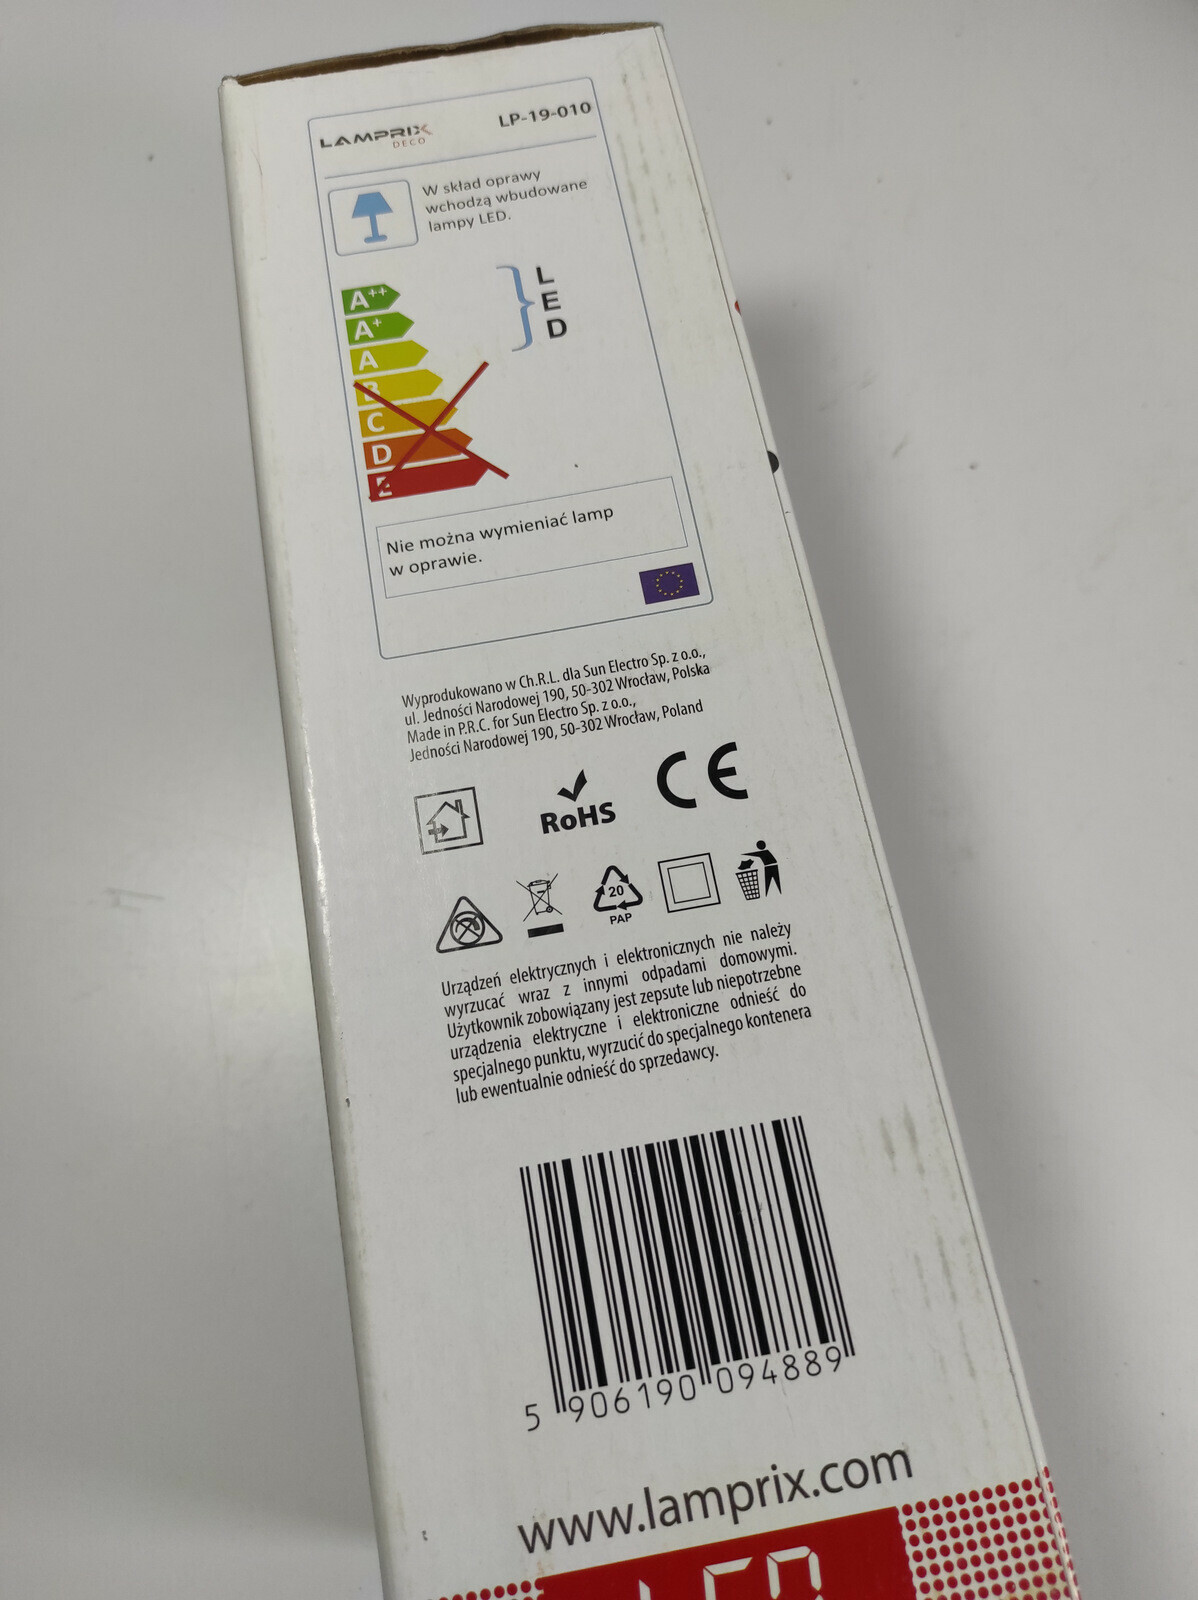 LAMPRIX
DECO
LP-19-010
W skład oprawy
wchodzą wbudowane
lampy LED.
A++
A+
A
B
C
D
E
L
E
D
Nie można wymieniać lamp
w oprawie.
Wyprodukowano w Ch.R.L. dla Sun Electro Sp. z o.o.,
ul. Jedności Narodowej 190, 50-302 Wrocław, Polska
Made in P.R.C. for Sun Electro Sp. z o.o.,
Jedności Narodowej 190, 50-302 Wrocław, Poland
RoHS
CE
20
PAP
Urządzeń elektrycznych i elektronicznych nie należy
wyrzucać wraz z innymi odpadami domowymi.
Użytkownik zobowiązany jest zepsute lub niepotrzebne
urządzenia elektryczne i elektroniczne odnieść do
specjalnego punktu, wyrzucić do specjalnego kontenera
lub ewentualnie odnieść do sprzedawcy.
5 906190 094889
www.lamprix.com